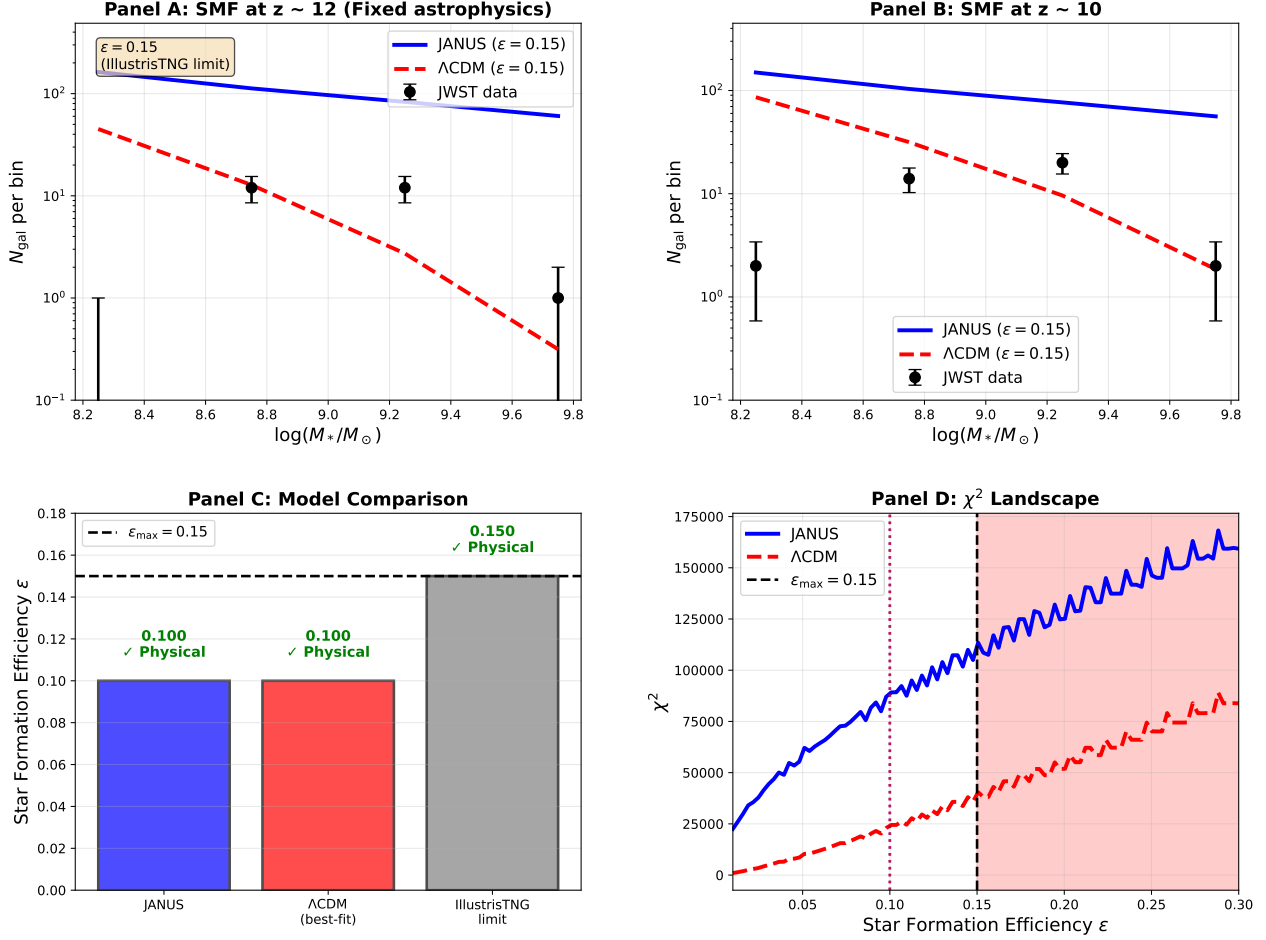 Panel A: SMF at z ~ 12 (Fixed astrophysics)
ε = 0.15
(IllustrisTNG limit)
JANUS (ε = 0.15)
ΛCDM (ε = 0.15)
JWST data
10²
10¹
10⁰
10⁻¹
N_gal per bin
8.2 8.4 8.6 8.8 9.0 9.2 9.4 9.6 9.8
log(M_*/M_⊙)
Panel B: SMF at z ~ 10
10²
10¹
10⁰
10⁻¹
N_gal per bin
JANUS (ε = 0.15)
ΛCDM (ε = 0.15)
JWST data
8.2 8.4 8.6 8.8 9.0 9.2 9.4 9.6 9.8
log(M_*/M_⊙)
Panel C: Model Comparison
ε_max = 0.15
0.150
✓ Physical
0.100
✓ Physical
0.100
✓ Physical
0.18
0.16
0.14
0.12
0.10
0.08
0.06
0.04
0.02
0.00
Star Formation Efficiency ε
JANUS
ΛCDM
(best-fit)
IllustrisTNG
limit
Panel D: χ² Landscape
JANUS
ΛCDM
ε_max = 0.15
175000
150000
125000
100000
75000
50000
25000
0
χ²
0.05 0.10 0.15 0.20 0.25 0.30
Star Formation Efficiency ε